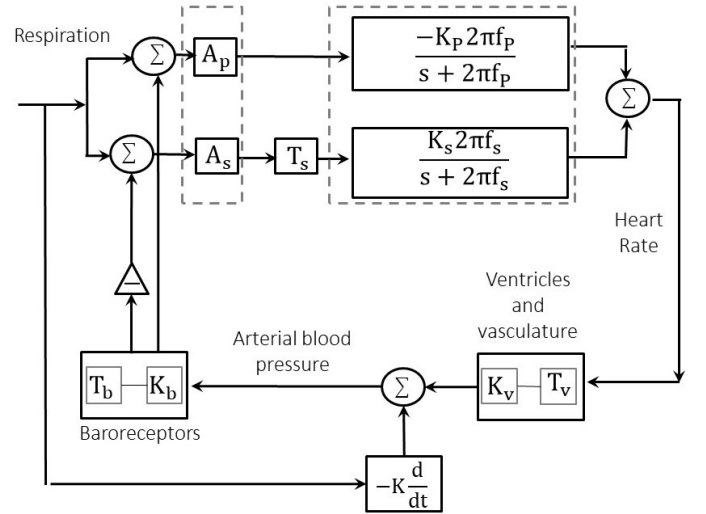 Respiration
Σ
A_p
−K_P 2πf_P
s + 2πf_P
Σ
Σ
A_s
T_s
K_s 2πf_s
s + 2πf_s
Heart
Rate
Ventricles
and
vasculature
Arterial blood
pressure
−
T_b
K_b
Σ
K_v
T_v
Baroreceptors
−K d/dt